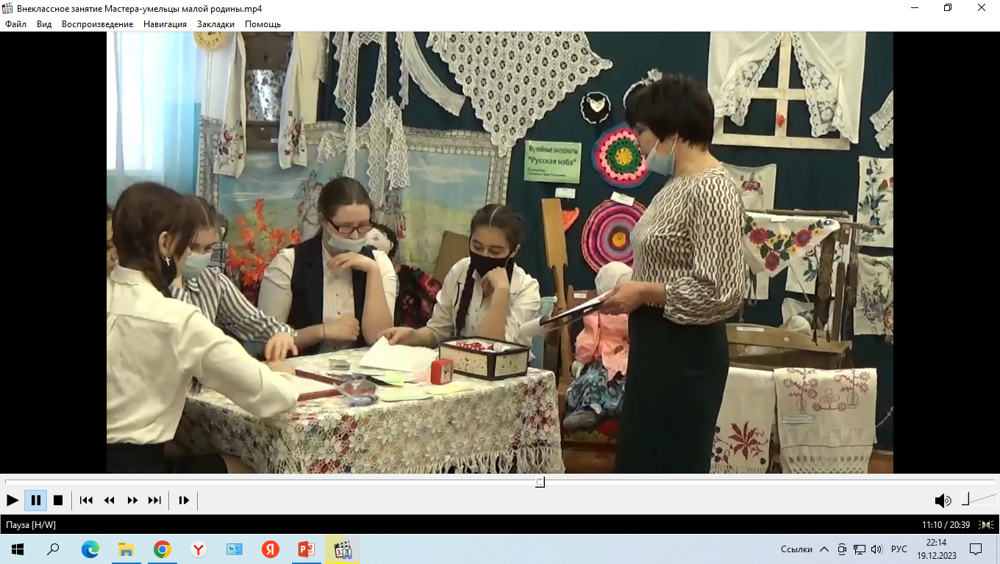 Внеклассное занятие Мастера-умельцы малой родины.mp4
Файл Вид Воспроизведение Навигация Закладки Помощь
Музейные экспонаты
"Русская изба"
Пауза [H/W]
11:10 / 20:39
Ссылки
РУС
22:14
19.12.2023